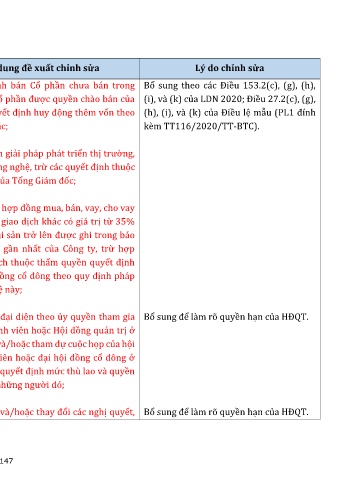 dung đề xuất chỉnh sửa
Lý do chỉnh sửa
nh bán Cổ phần chưa bán trong
ổ phần được quyền chào bán của
yết định huy động thêm vốn theo
ác;
h giải pháp phát triển thị trường,
ng nghệ, trừ các quyết định thuộc
của Tổng Giám đốc;
hợp đồng mua, bán, vay, cho vay
giao dịch khác có giá trị từ 35%
ài sản trở lên được ghi trong báo
gần nhất của Công ty, trừ hợp
ịch thuộc thẩm quyền quyết định
đồng cổ đông theo quy định pháp
ệ này;
Bổ sung theo các Điều 153.2(c), (g), (h),
(i), và (k) của LDN 2020; Điều 27.2(c), (g),
(h), (i), và (k) của Điều lệ mẫu (PL1 đính
kèm TT116/2020/TT-BTC).
đại diện theo ủy quyền tham gia
nh viên hoặc Hội đồng quản trị ở
và/hoặc tham dự cuộc họp của hội
iên hoặc đại hội đồng cổ đông ở
quyết định mức thù lao và quyền
những người đó;
Bổ sung để làm rõ quyền hạn của HĐQT.
và/hoặc thay đổi các nghị quyết,
Bổ sung để làm rõ quyền hạn của HĐQT.
147